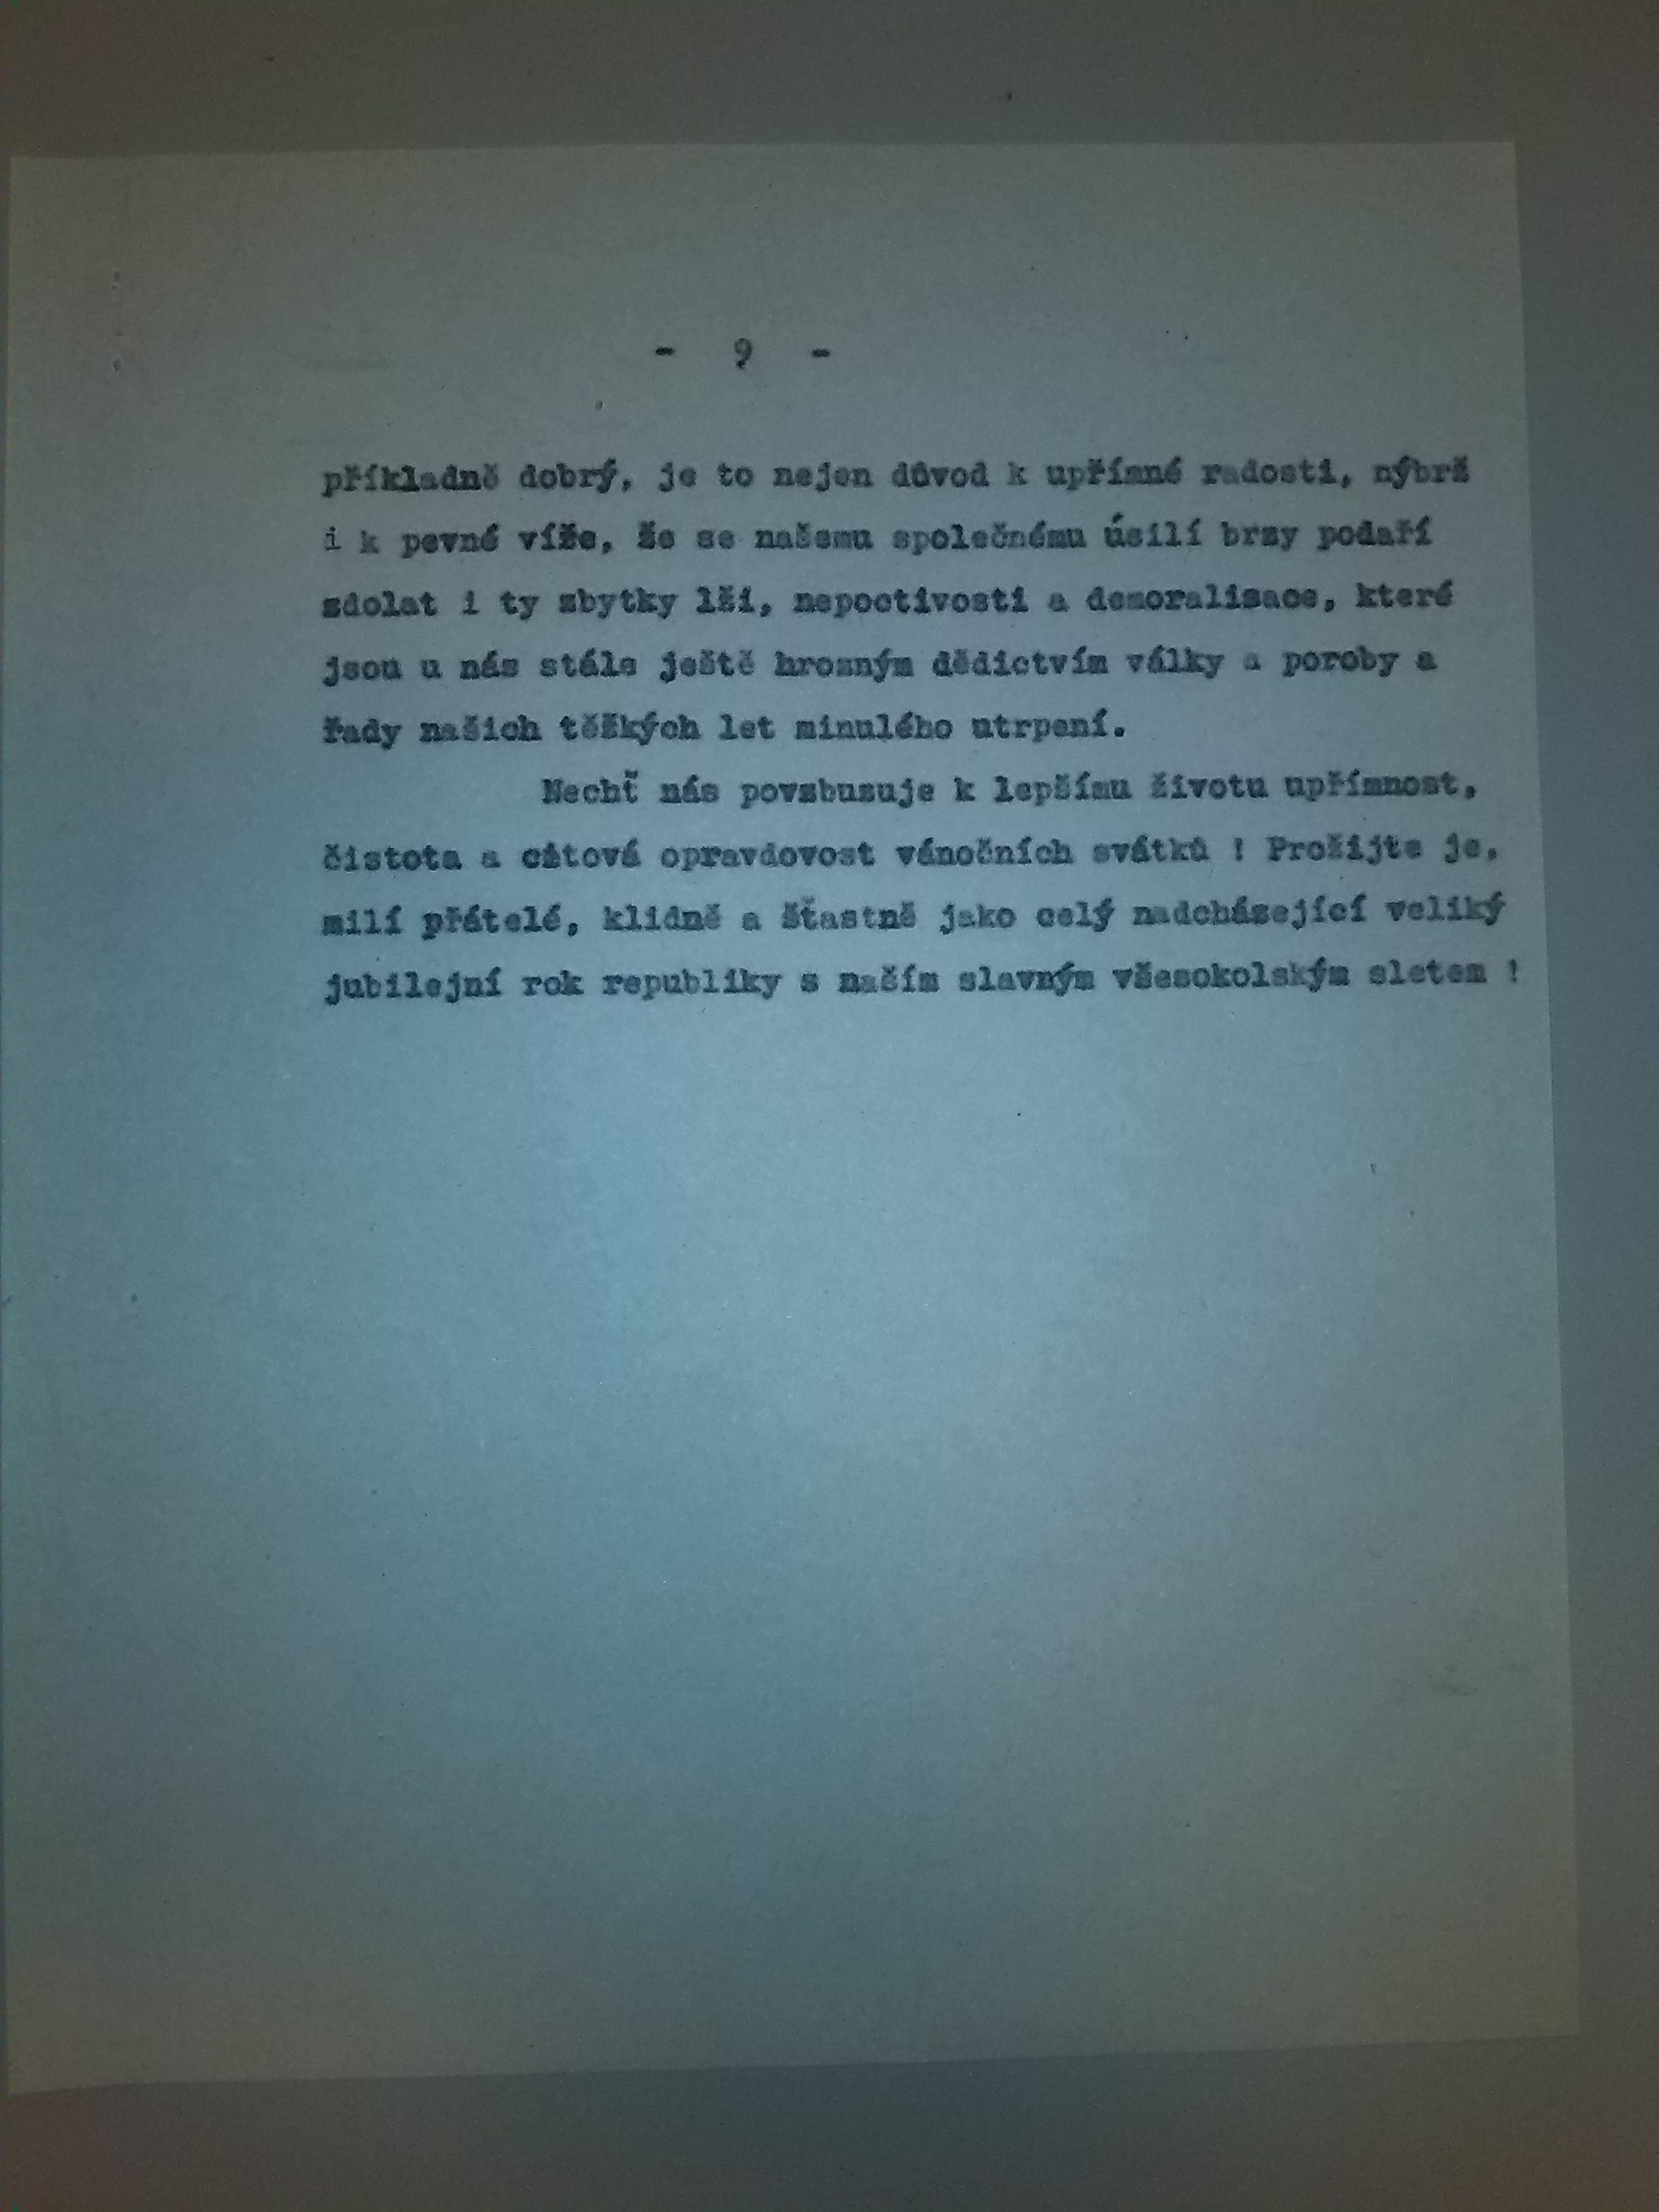 - 9 -
příkladně dobrý, je to nejen důvod k upřímné radosti, nýbrž
i k pevné víře, že se našemu společnému úsilí brzy podaří
zdolat i ty zbytky lži, nepoctivosti a demoralisace, které
jsou u nás stále ještě hrozným dědictvím války a poroby a
řady našich těžkých let minulého utrpení.
Nechť nás povzbuzuje k lepšímu životu upřímnost,
čistota a citová opravdovost vánočních svátků ! Prožijte je,
milí přátelé, klidně a šťastně jako celý nadcházející veliký
jubilejní rok republiky s naším slavným všesokolským sletem !